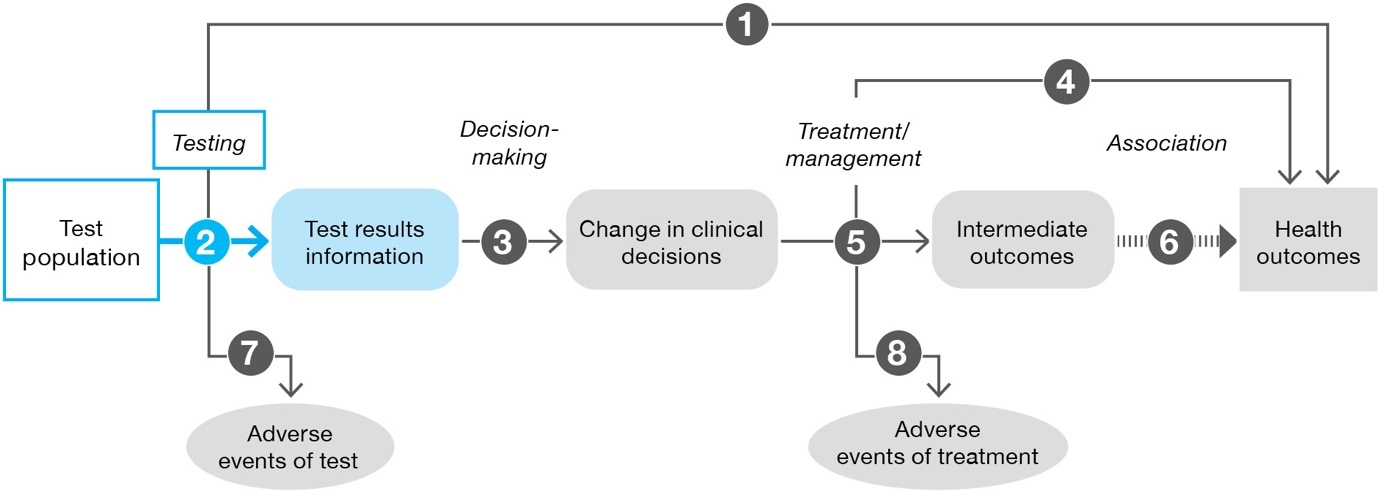 1
4
Testing
Decision-
making
Treatment/
management
Association
Test
population
2
Test results
information
3
Change in clinical
decisions
5
Intermediate
outcomes
6
Health
outcomes
7
8
Adverse
events of test
Adverse
events of treatment